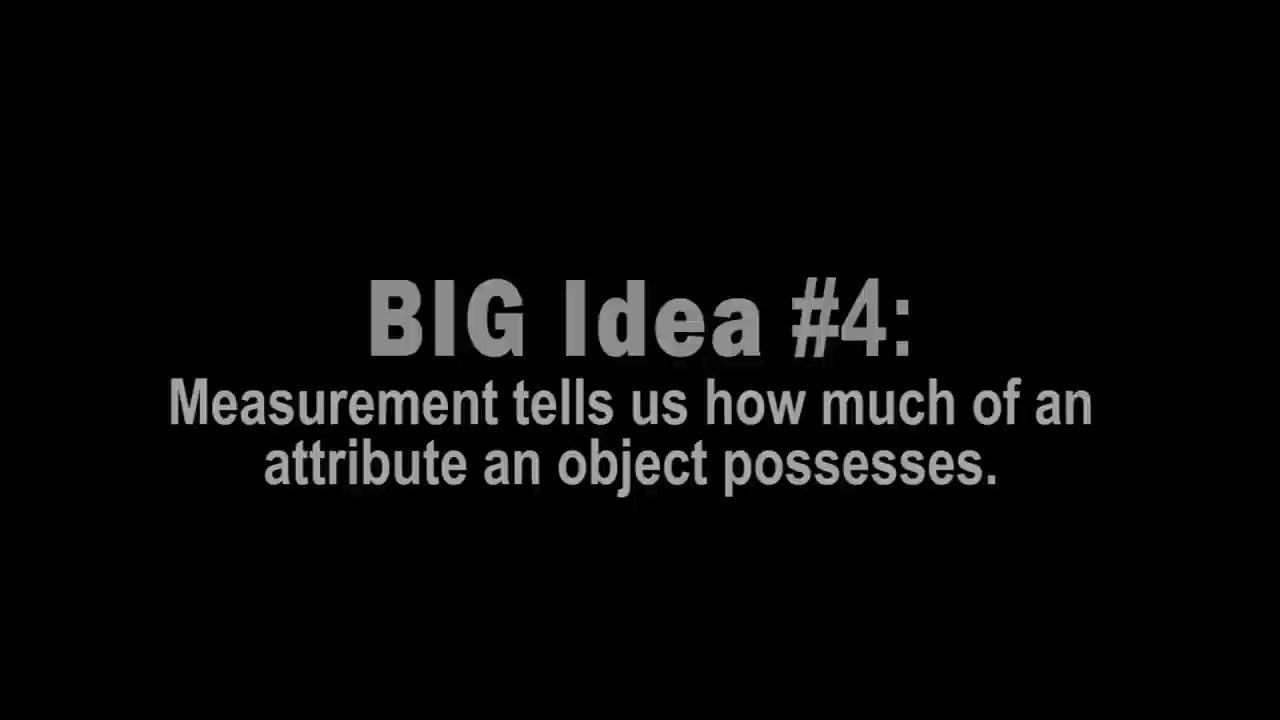 BIG Idea #4:
Measurement tells us how much of an
attribute an object possesses.